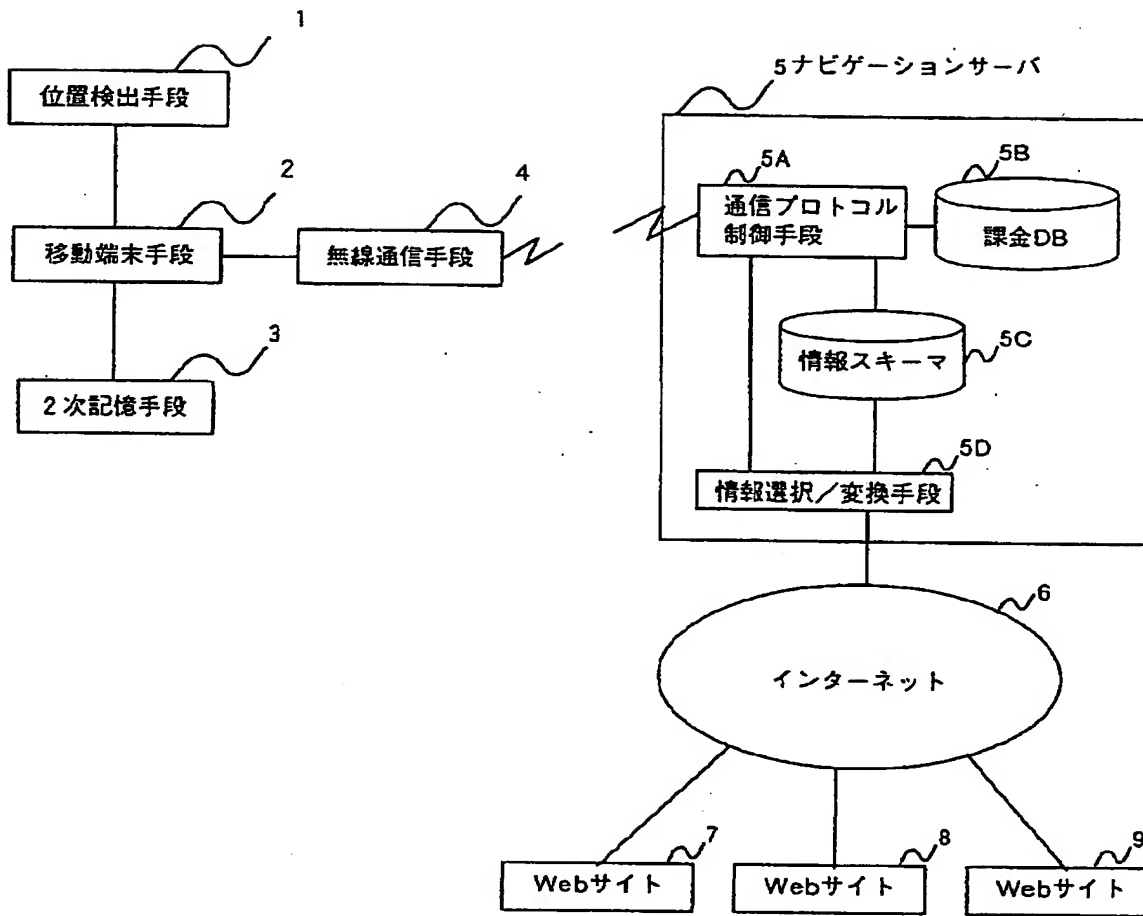 1
位置検出手段
2
移動端末手段
4
無線通信手段
3
2次記憶手段
5ナビゲーションサーバ
5A
通信プロトコル
制御手段
5B
課金DB
情報スキーマ
5C
5D
情報選択/変換手段
6
インターネット
7
Webサイト
8
Webサイト
9
Webサイト